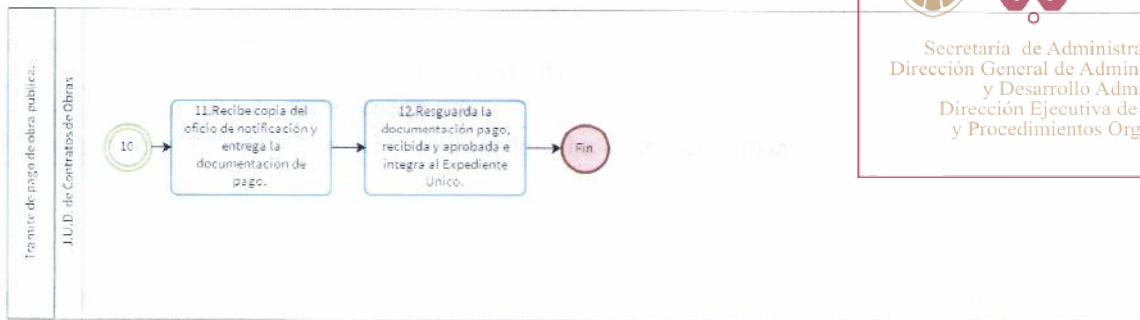 Secretaría de Administra
Dirección General de Admin
y Desarrollo Adm
Dirección Ejecutiva de
y Procedimientos Org
Tramite de pago de obra publica.
J.U.D. de Contratos de Obras
10
11.Recibe copia del
oficio de notificación y
entrega la
documentación de
pago.
12.Resguarda la
documentación pago,
recibida y aprobada e
integra al Expediente
Único.
Fin